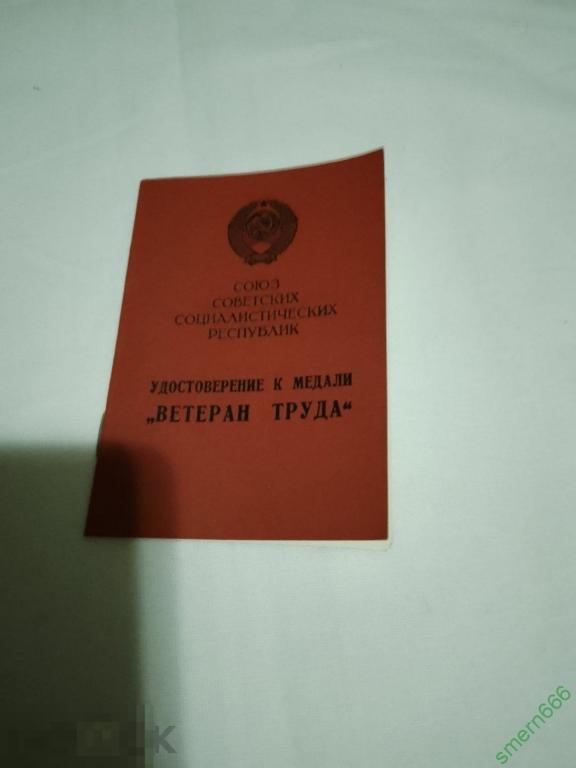 СОЮЗ
СОВЕТСКИХ
СОЦИАЛИСТИЧЕСКИХ
РЕСПУБЛИК
УДОСТОВЕРЕНИЕ К МЕДАЛИ
„ВЕТЕРАН ТРУДА“
smern666